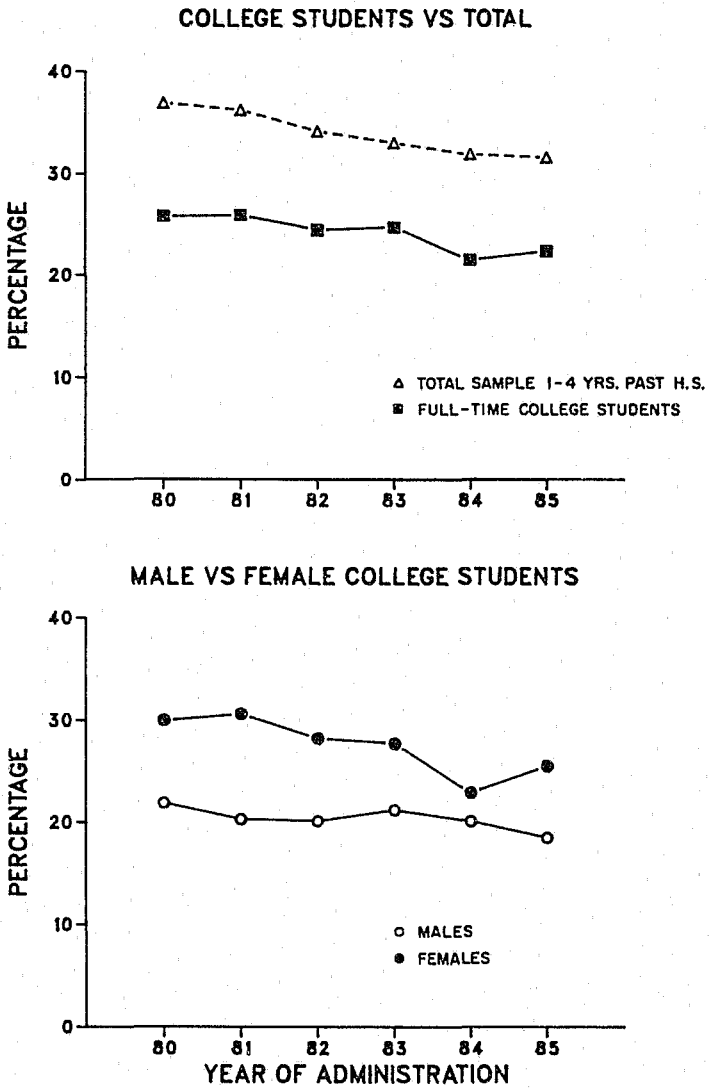 COLLEGE STUDENTS VS TOTAL
40
30
20
10
0
PERCENTAGE
△ TOTAL SAMPLE 1-4 YRS. PAST H.S.
■ FULL-TIME COLLEGE STUDENTS
80 81 82 83 84 85
MALE VS FEMALE COLLEGE STUDENTS
40
30
20
10
0
PERCENTAGE
○ MALES
● FEMALES
80 81 82 83 84 85
YEAR OF ADMINISTRATION